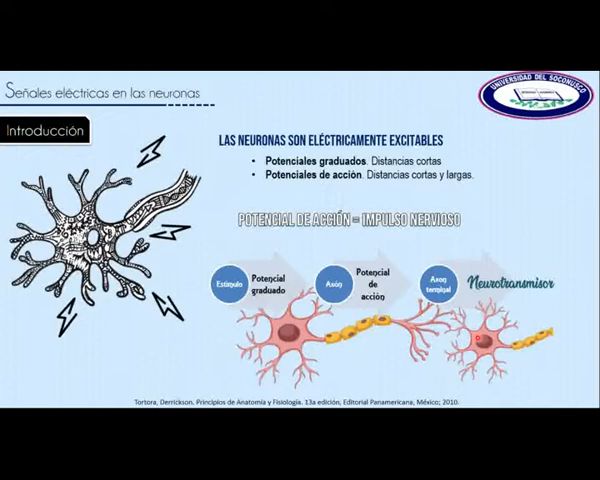 Señales eléctricas en las neuronas
UNIVERSIDAD DEL SOCONUSCO
Introducción
LAS NEURONAS SON ELÉCTRICAMENTE EXCITABLES
• Potenciales graduados. Distancias cortas
• Potenciales de acción. Distancias cortas y largas.
POTENCIAL DE ACCIÓN = IMPULSO NERVIOSO
Estímulo
Potencial
graduado
Axón
Potencial
de
acción
Axon
terminal
Neurotransmisor
Tortora, Derrickson. Principios de Anatomía y Fisiología. 13a edición, Editorial Panamericana, México; 2010.